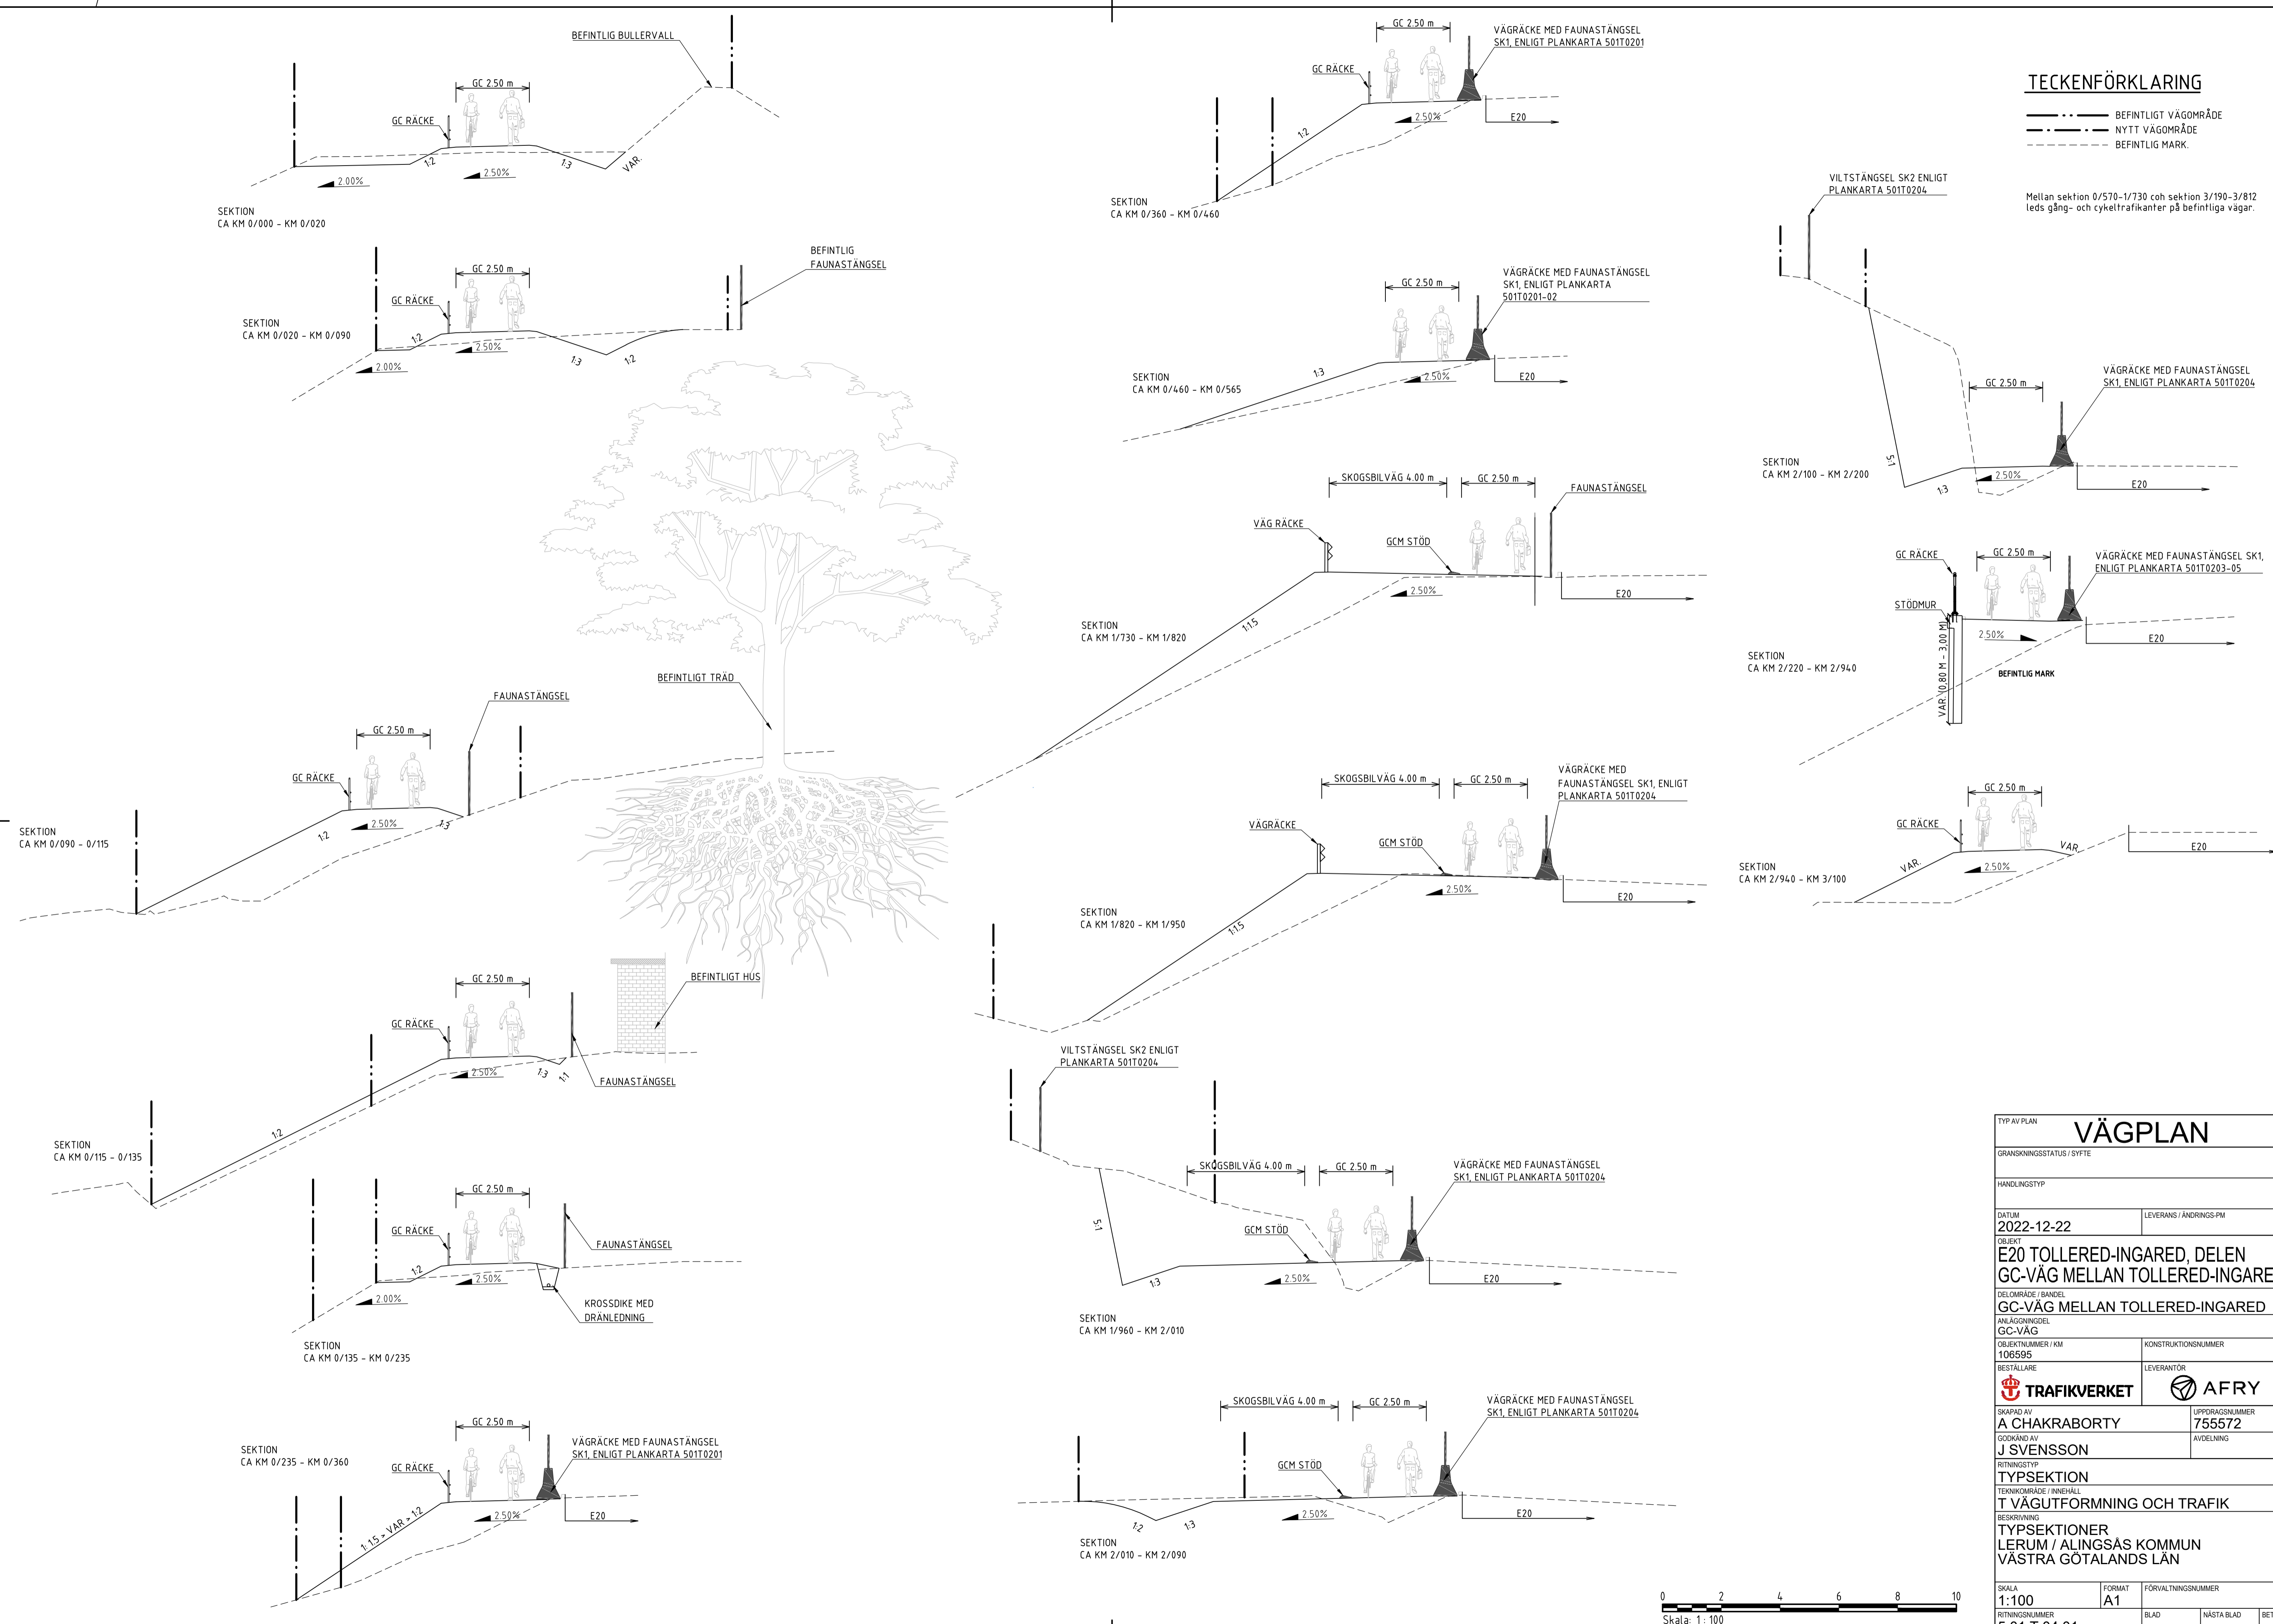 BEFINTLIG BULLERVALL
GC 2.50 m
GC RÄCKE
1:2
1:3
VAR.
2.00%
2.50%
SEKTION
CA KM 0/000 - KM 0/020
BEFINTLIG
FAUNASTÄNGSEL
GC 2.50 m
GC RÄCKE
SEKTION
CA KM 0/020 - KM 0/090
1:2
2.50%
1:3
1:2
2.00%
BEFINTLIGT TRÄD
FAUNASTÄNGSEL
GC 2.50 m
GC RÄCKE
1:2
2.50%
1:3
SEKTION
CA KM 0/090 - 0/115
BEFINTLIGT HUS
GC 2.50 m
GC RÄCKE
2.50%
1:3
1:1
FAUNASTÄNGSEL
1:2
SEKTION
CA KM 0/115 - 0/135
GC 2.50 m
GC RÄCKE
FAUNASTÄNGSEL
1:2
2.50%
2.00%
KROSSDIKE MED
DRÄNLEDNING
SEKTION
CA KM 0/135 - KM 0/235
GC 2.50 m
VÄGRÄCKE MED FAUNASTÄNGSEL
SK1, ENLIGT PLANKARTA 501T0201
SEKTION
CA KM 0/235 - KM 0/360
GC RÄCKE
1: 1.5 > VAR > 1:2
2.50%
E20
GC 2.50 m
VÄGRÄCKE MED FAUNASTÄNGSEL
SK1, ENLIGT PLANKARTA 501T0201
GC RÄCKE
1:2
2.50%
E20
SEKTION
CA KM 0/360 - KM 0/460
VÄGRÄCKE MED FAUNASTÄNGSEL
SK1, ENLIGT PLANKARTA
501T0201-02
GC 2.50 m
1:3
2.50%
E20
SEKTION
CA KM 0/460 - KM 0/565
SKOGSBILVÄG 4.00 m
GC 2.50 m
FAUNASTÄNGSEL
VÄG RÄCKE
GCM STÖD
2.50%
E20
1:1.5
SEKTION
CA KM 1/730 - KM 1/820
VÄGRÄCKE MED
FAUNASTÄNGSEL SK1, ENLIGT
PLANKARTA 501T0204
SKOGSBILVÄG 4.00 m
GC 2.50 m
VÄGRÄCKE
GCM STÖD
2.50%
E20
1:1.5
SEKTION
CA KM 1/820 - KM 1/950
VILTSTÄNGSEL SK2 ENLIGT
PLANKARTA 501T0204
SKOGSBILVÄG 4.00 m
GC 2.50 m
VÄGRÄCKE MED FAUNASTÄNGSEL
SK1, ENLIGT PLANKARTA 501T0204
5:1
GCM STÖD
1:3
2.50%
E20
SEKTION
CA KM 1/960 - KM 2/010
SKOGSBILVÄG 4.00 m
GC 2.50 m
VÄGRÄCKE MED FAUNASTÄNGSEL
SK1, ENLIGT PLANKARTA 501T0204
GCM STÖD
1:2
1:3
2.50%
E20
SEKTION
CA KM 2/010 - KM 2/090
TECKENFÖRKLARING
BEFINTLIGT VÄGOMRÅDE
NYTT VÄGOMRÅDE
BEFINTLIG MARK.
Mellan sektion 0/570-1/730 coh sektion 3/190-3/812
leds gång- och cykeltrafikanter på befintliga vägar.
VILTSTÄNGSEL SK2 ENLIGT
PLANKARTA 501T0204
VÄGRÄCKE MED FAUNASTÄNGSEL
SK1, ENLIGT PLANKARTA 501T0204
GC 2.50 m
5:1
1:3
2.50%
E20
SEKTION
CA KM 2/100 - KM 2/200
GC RÄCKE
GC 2.50 m
VÄGRÄCKE MED FAUNASTÄNGSEL SK1,
ENLIGT PLANKARTA 501T0203-05
STÖDMUR
VAR. (0,80 M - 3,00 M)
2.50%
E20
BEFINTLIG MARK
SEKTION
CA KM 2/220 - KM 2/940
GC 2.50 m
GC RÄCKE
VAR.
VAR.
2.50%
E20
SEKTION
CA KM 2/940 - KM 3/100
0 2 4 6 8 10
Skala: 1 : 100
TYP AV PLAN
VÄGPLAN
GRANSKNINGSSTATUS / SYFTE
HANDLINGSTYP
DATUM
2022-12-22
LEVERANS / ÄNDRINGS-PM
OBJEKT
E20 TOLLERED-INGARED, DELEN
GC-VÄG MELLAN TOLLERED-INGARE
DELOMRÅDE / BANDEL
GC-VÄG MELLAN TOLLERED-INGARED
ANLÄGGNINGDEL
GC-VÄG
OBJEKTNUMMER / KM
106595
KONSTRUKTIONSNUMMER
BESTÄLLARE
TRAFIKVERKET
LEVERANTÖR
AFRY
SKAPAD AV
A CHAKRABORTY
UPPDRAGSNUMMER
755572
GODKÄND AV
J SVENSSON
AVDELNING
RITNINGSTYP
TYPSEKTION
TEKNIKOMRÅDE / INNEHÅLL
T VÄGUTFORMNING OCH TRAFIK
BESKRIVNING
TYPSEKTIONER
LERUM / ALINGSÅS KOMMUN
VÄSTRA GÖTALANDS LÄN
SKALA
1:100
FORMAT
A1
FÖRVALTNINGSNUMMER
RITNINGSNUMMER
BLAD
NÄSTA BLAD
BET